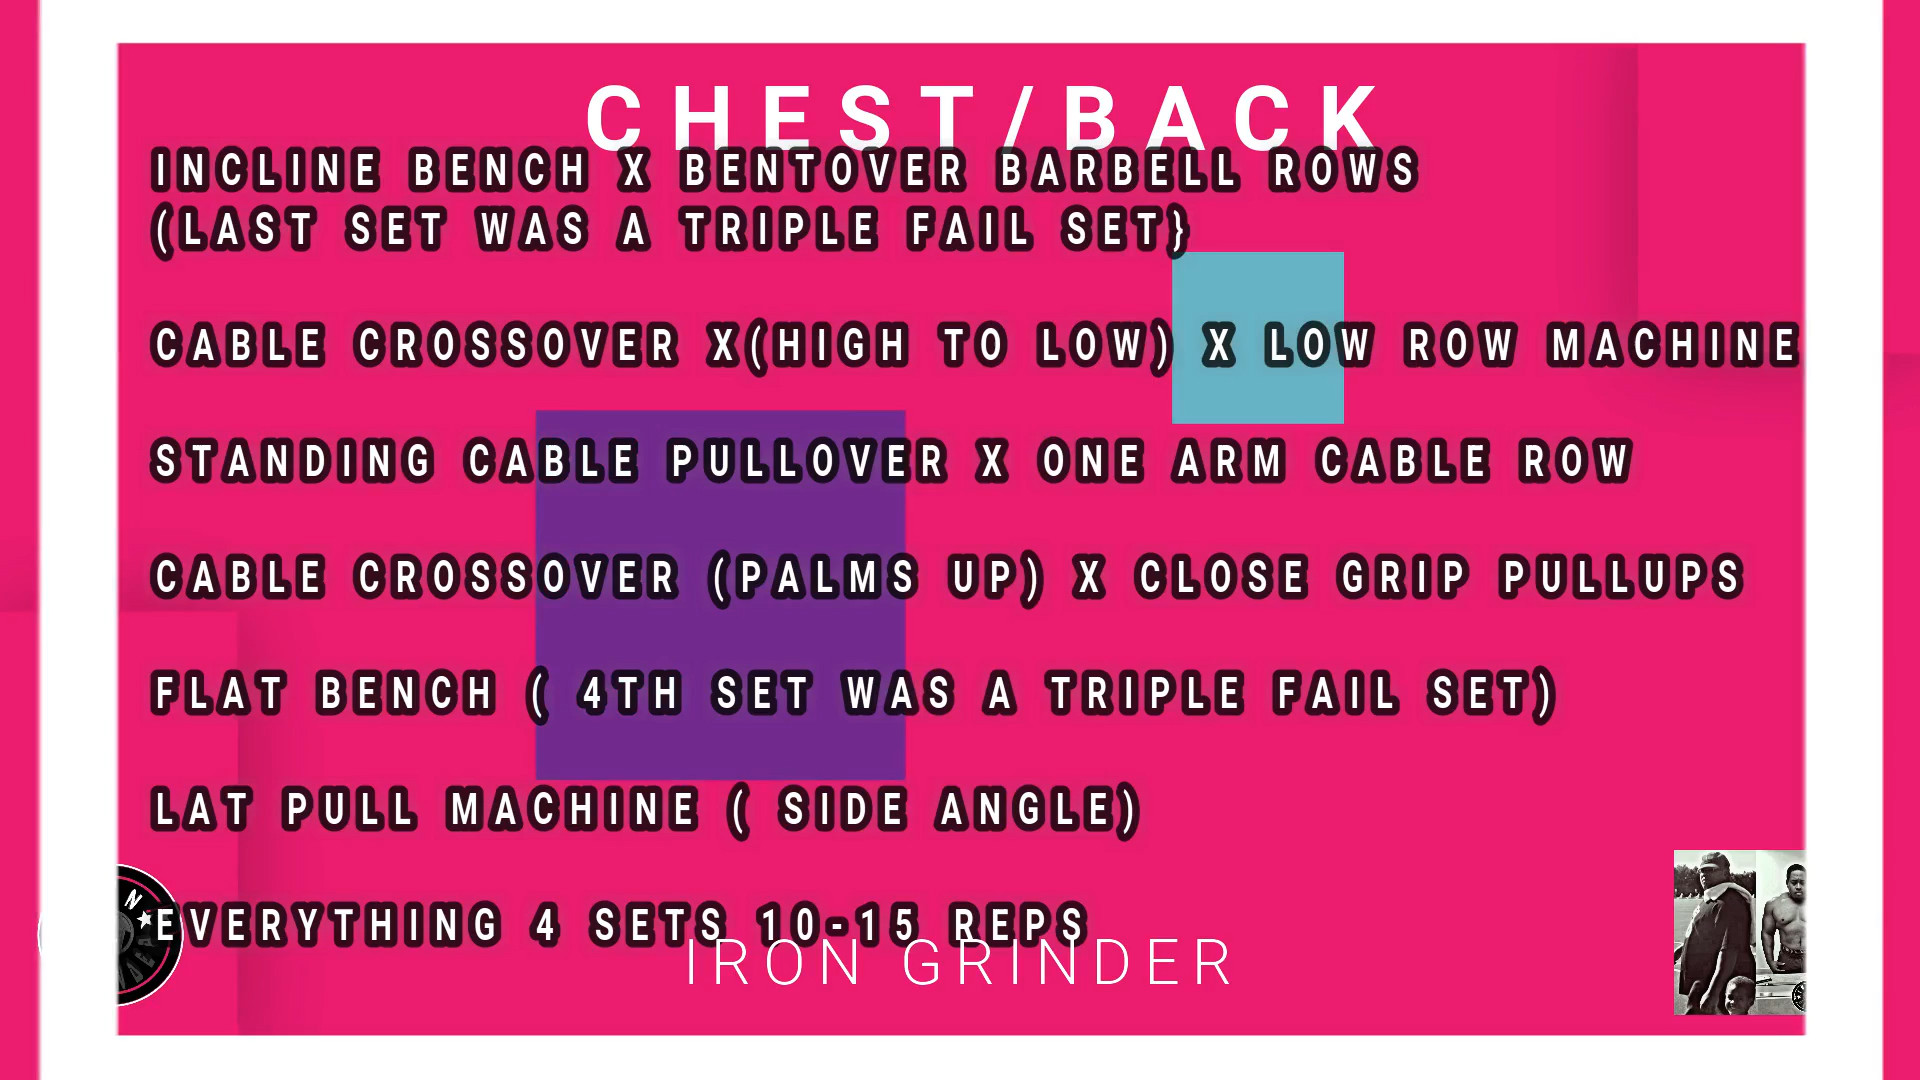 CHEST/BACK
INCLINE BENCH X BENTOVER BARBELL ROWS
(LAST SET WAS A TRIPLE FAIL SET}
CABLE CROSSOVER X(HIGH TO LOW) X LOW ROW MACHINE
STANDING CABLE PULLOVER X ONE ARM CABLE ROW
CABLE CROSSOVER (PALMS UP) X CLOSE GRIP PULLUPS
FLAT BENCH ( 4TH SET WAS A TRIPLE FAIL SET)
LAT PULL MACHINE ( SIDE ANGLE)
EVERYTHING 4 SETS 10-15 REPS
IRON GRINDER